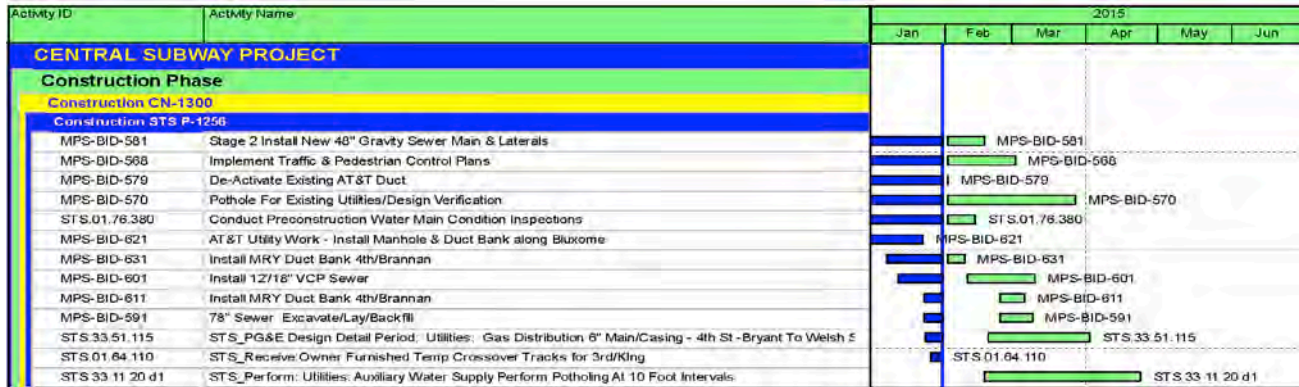 Activity ID Activity Name 2015
Jan Feb Mar Apr May Jun
CENTRAL SUBWAY PROJECT
Construction Phase
Construction CN-1300
Construction STS P-1256
MPS-BID-581 Stage 2 Install New 48" Gravity Sewer Main & Laterals MPS-BID-581
MPS-BID-568 Implement Traffic & Pedestrian Control Plans MPS-BID-568
MPS-BID-579 De-Activate Existing AT&T Duct MPS-BID-579
MPS-BID-570 Pothole For Existing Utilities/Design Verification MPS-BID-570
STS.01.76.380 Conduct Preconstruction Water Main Condition Inspections STS.01.76.380
MPS-BID-621 AT&T Utility Work - Install Manhole & Duct Bank along Bluxome MPS-BID-621
MPS-BID-631 Install MRY Duct Bank 4th/Brannan MPS-BID-631
MPS-BID-601 Install 12'/18" VCP Sewer MPS-BID-601
MPS-BID-611 Install MRY Duct Bank 4th/Brannan MPS-BID-611
MPS-BID-591 78" Sewer Excavate/Lay/Backfill MPS-BID-591
STS.33.51.115 STS_PG&E Design Detail Period; Utilities: Gas Distribution 6" Main/Casing - 4th St -Bryant To Welsh S STS.33.51.115
STS.01.64.110 STS_Receive:Owner Furnished Temp Crossover Tracks for 3rd/King STS.01.64.110
STS 33 11 20 d1 STS_Perform: Utilities: Auxiliary Water Supply Perform Potholing At 10 Foot Intervals STS 33 11 20 d1